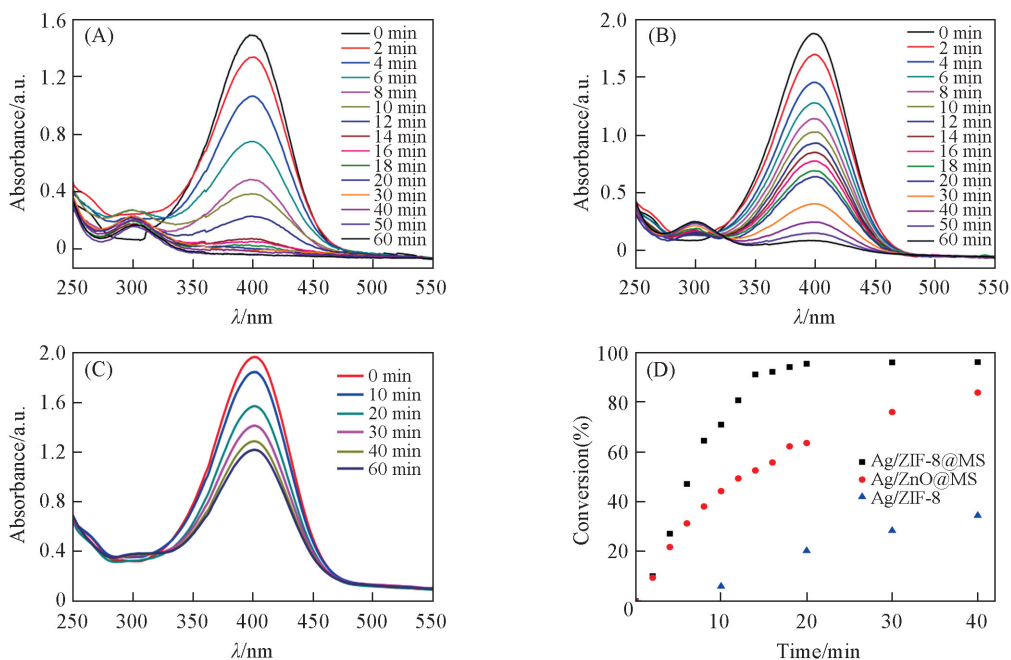 (A)
1.6
1.2
0.8
0.4
0
Absorbance/a.u.
0 min
2 min
4 min
6 min
8 min
10 min
12 min
14 min
16 min
18 min
20 min
30 min
40 min
50 min
60 min
250 300 350 400 450 500 550
λ/nm
(B)
2.0
1.5
1.0
0.5
0
Absorbance/a.u.
0 min
2 min
4 min
6 min
8 min
10 min
12 min
14 min
16 min
18 min
20 min
30 min
40 min
50 min
60 min
250 300 350 400 450 500 550
λ/nm
(C)
2.0
1.6
1.2
0.8
0.4
0
Absorbance/a.u.
0 min
10 min
20 min
30 min
40 min
60 min
250 300 350 400 450 500 550
λ/nm
(D)
100
80
60
40
20
0
Conversion(%)
Ag/ZIF-8@MS
Ag/ZnO@MS
Ag/ZIF-8
10 20 30 40
Time/min